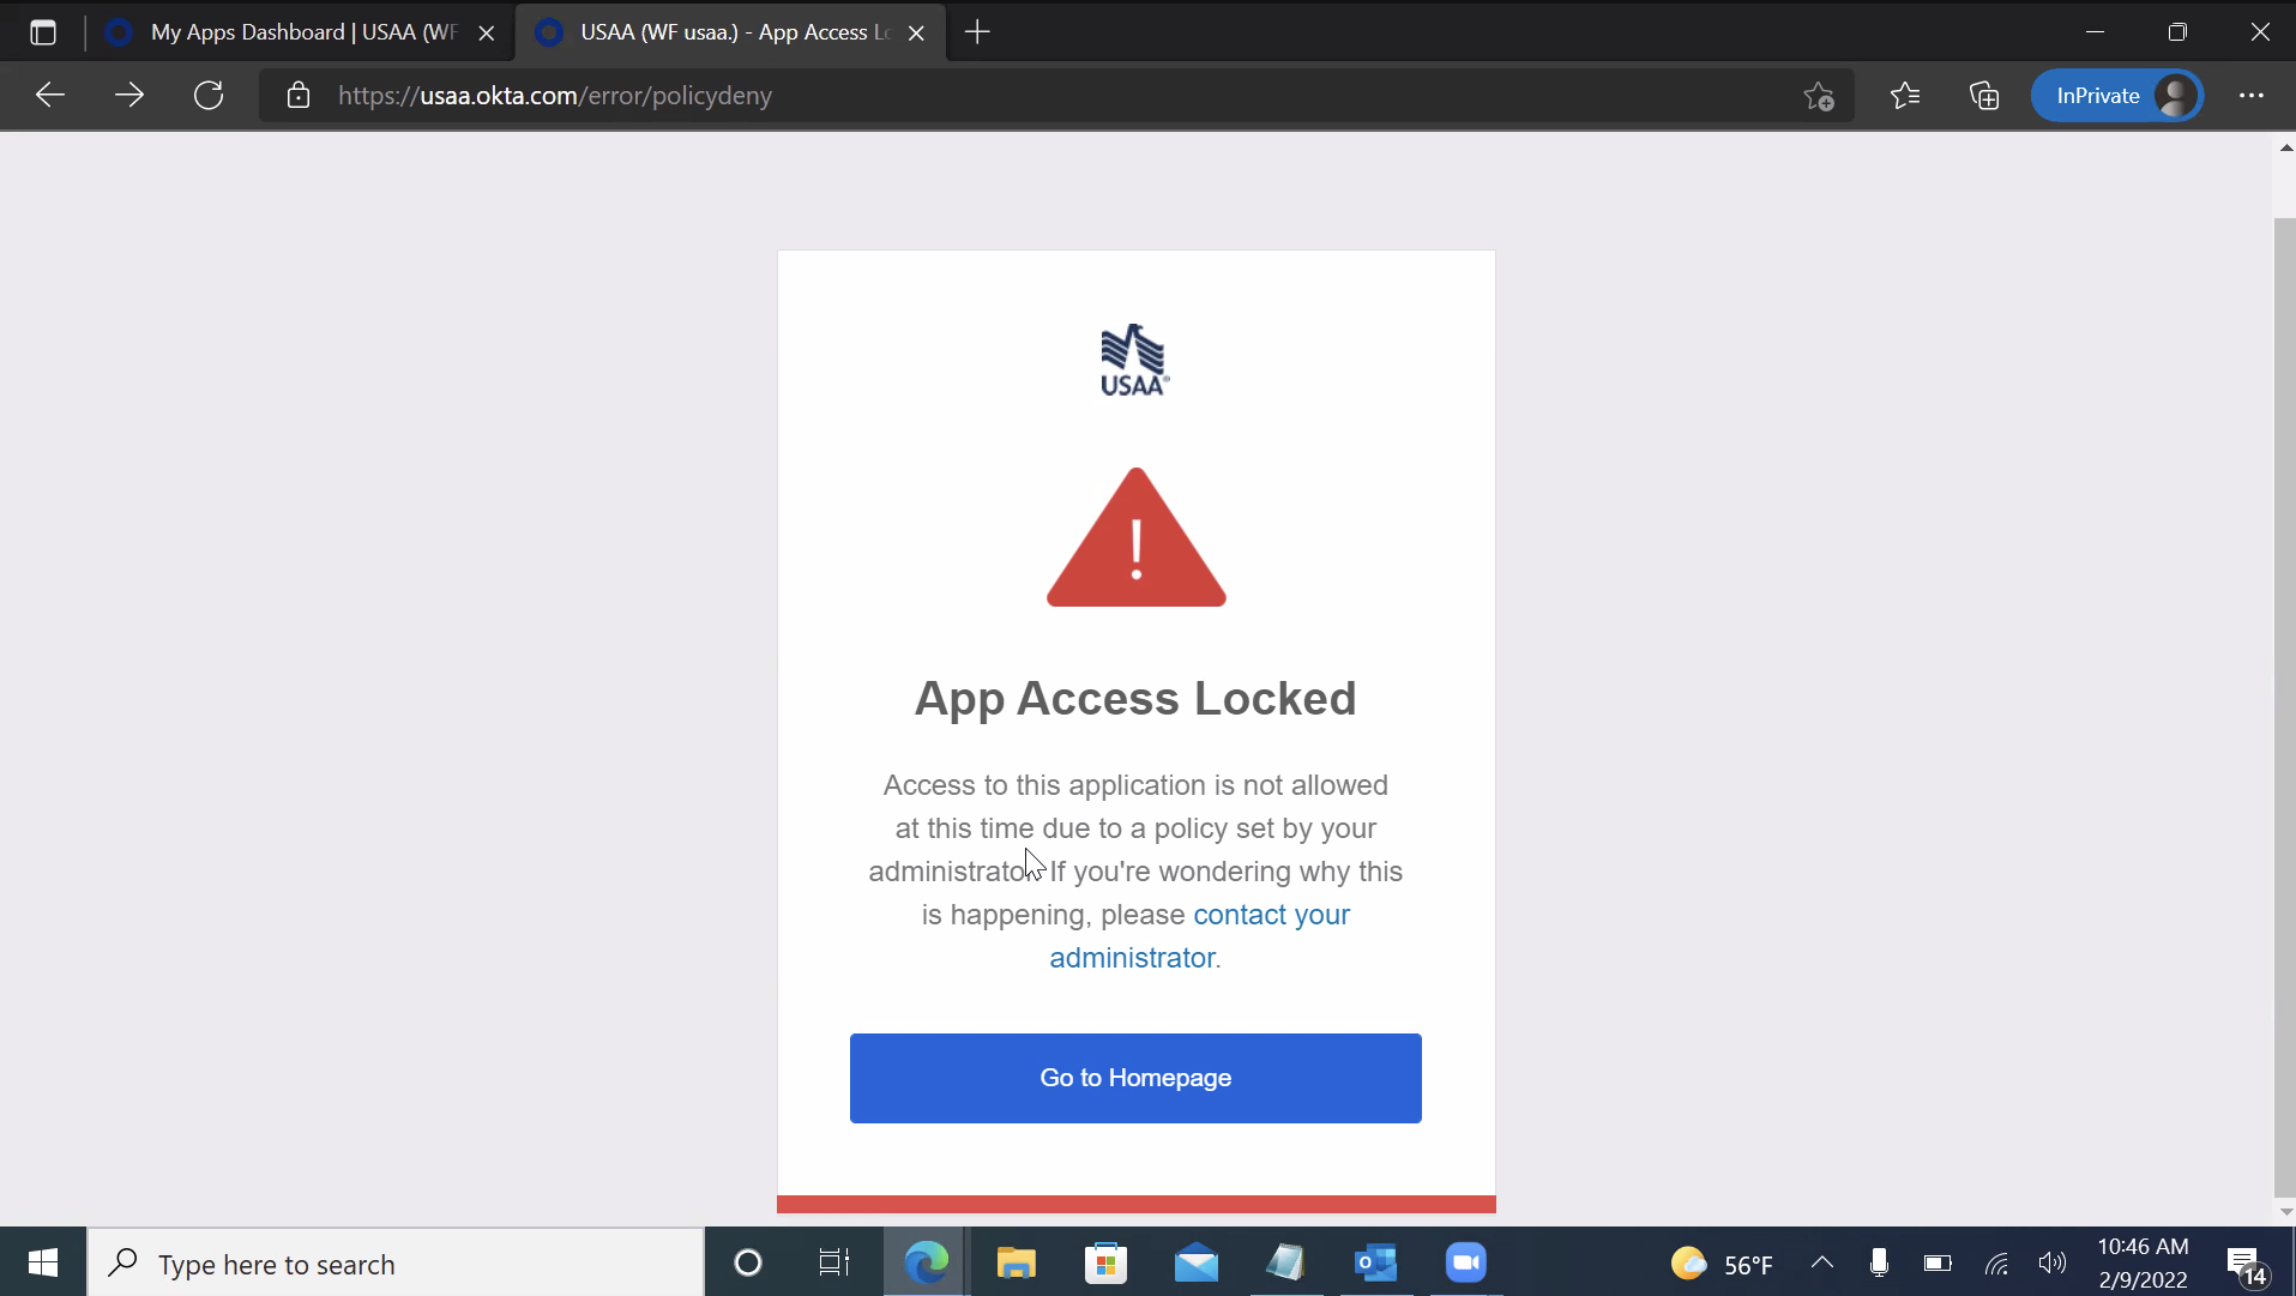 My Apps Dashboard | USAA (WF
USAA (WF usaa.) - App Access Lo
https://usaa.okta.com/error/policydeny
InPrivate
USAA®
!
App Access Locked
Access to this application is not allowed
at this time due to a policy set by your
administrator. If you're wondering why this
is happening, please contact your
administrator.
Go to Homepage
Type here to search
56°F
10:46 AM
2/9/2022
14